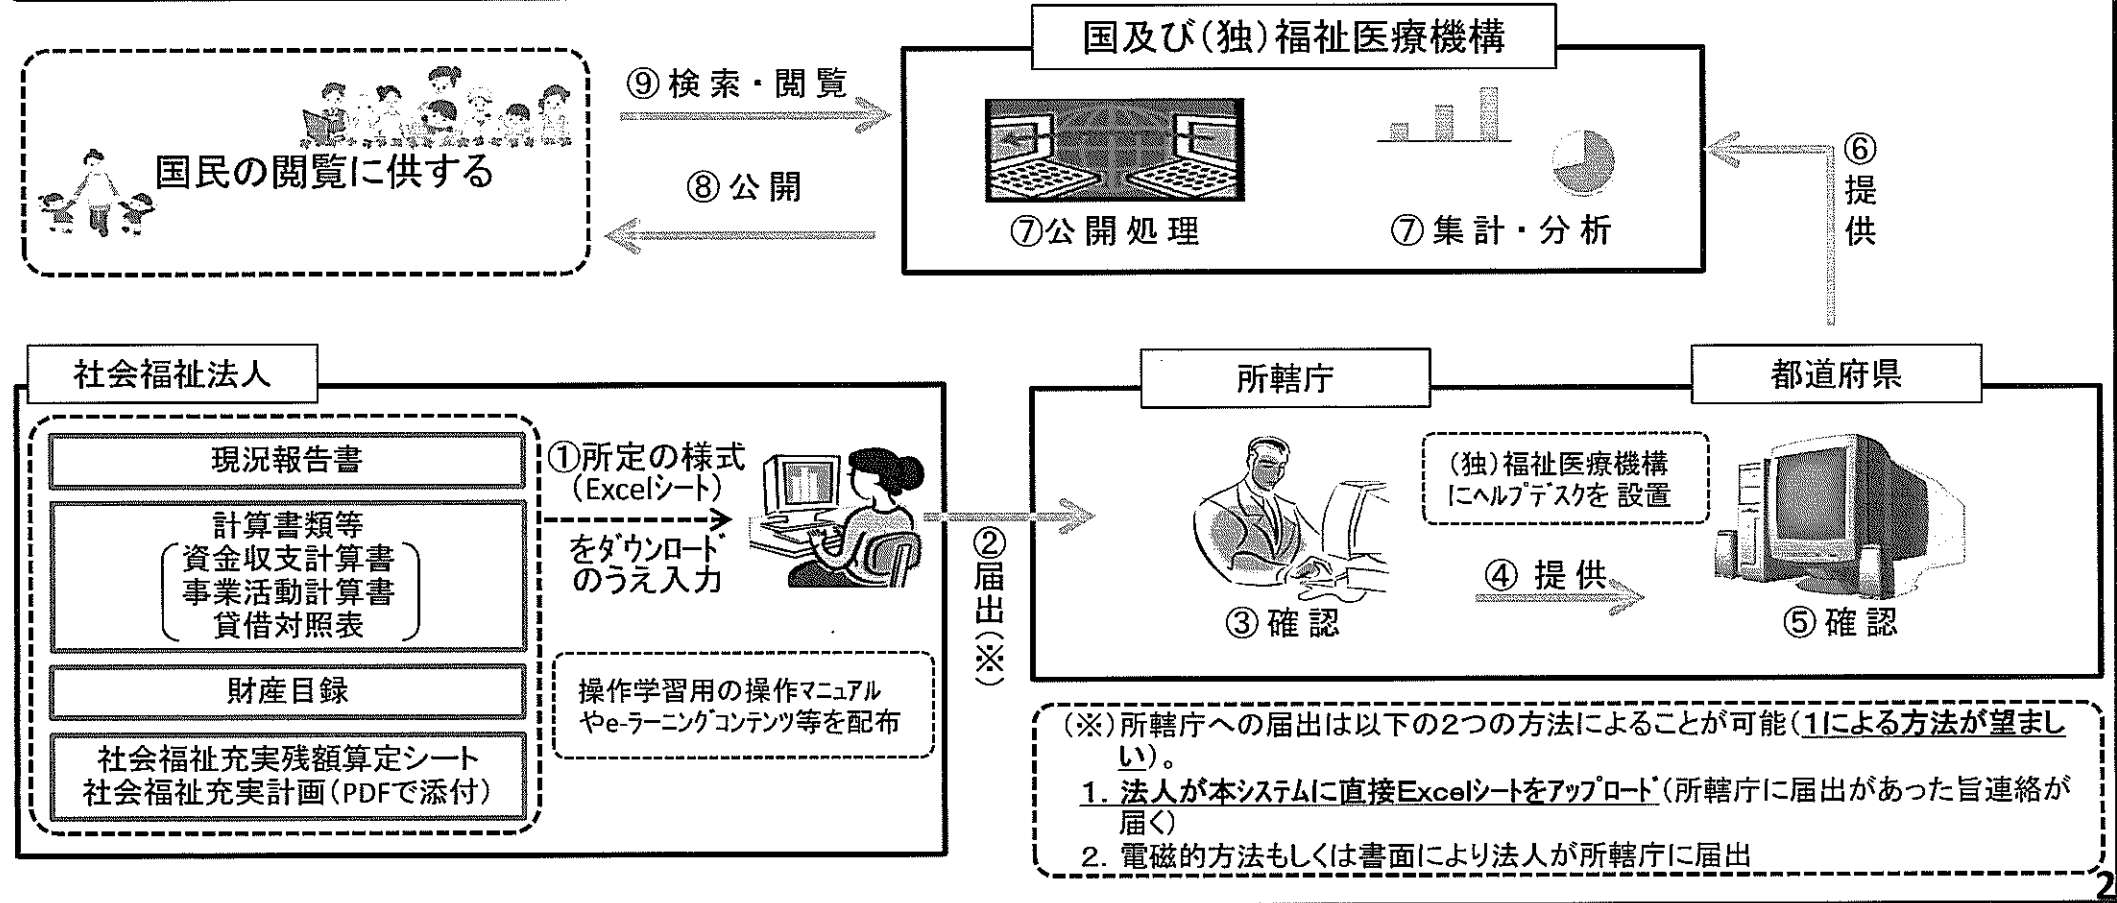 国及び(独)福祉医療機構
国民の閲覧に供する
⑨検索・閲覧
⑧公開
⑦公開処理
⑦集計・分析
⑥提供
社会福祉法人
現況報告書
計算書類等
資金収支計算書
事業活動計算書
貸借対照表
財産目録
社会福祉充実残額算定シート
社会福祉充実計画(PDFで添付)
①所定の様式
(Excelシート)
をダウンロード
のうえ入力
操作学習用の操作マニュアル
やe-ラーニングコンテンツ等を配布
②届出(※)
所轄庁
都道府県
(独)福祉医療機構
にヘルプデスクを 設置
③確認
④ 提供
⑤確認
(※)所轄庁への届出は以下の2つの方法によることが可能(1による方法が望まし
い)。
1. 法人が本システムに直接Excelシートをアップロード(所轄庁に届出があった旨連絡が
届く)
2. 電磁的方法もしくは書面により法人が所轄庁に届出
2